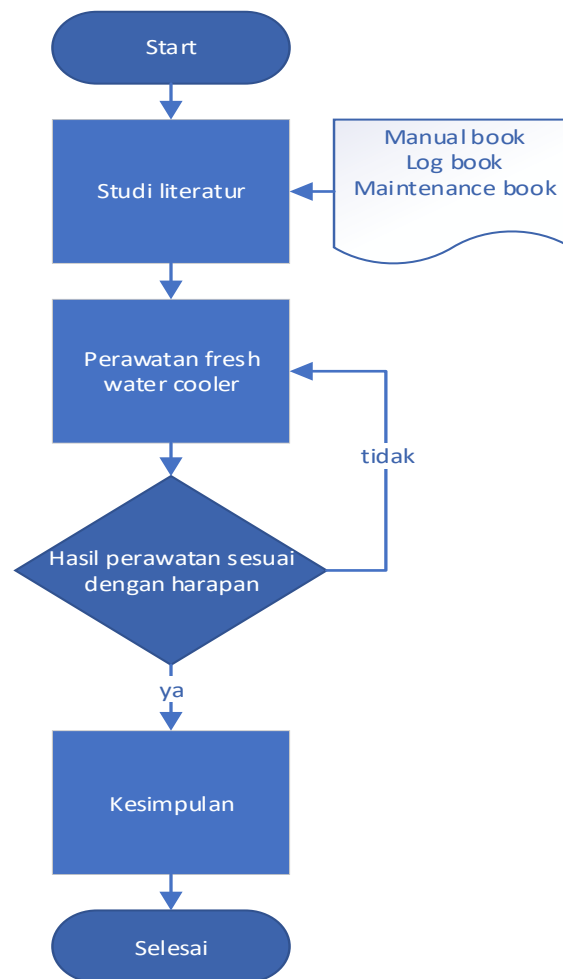 Start
Studi literatur
Manual book
Log book
Maintenance book
Perawatan fresh
water cooler
tidak
Hasil perawatan sesuai
dengan harapan
ya
Kesimpulan
Selesai